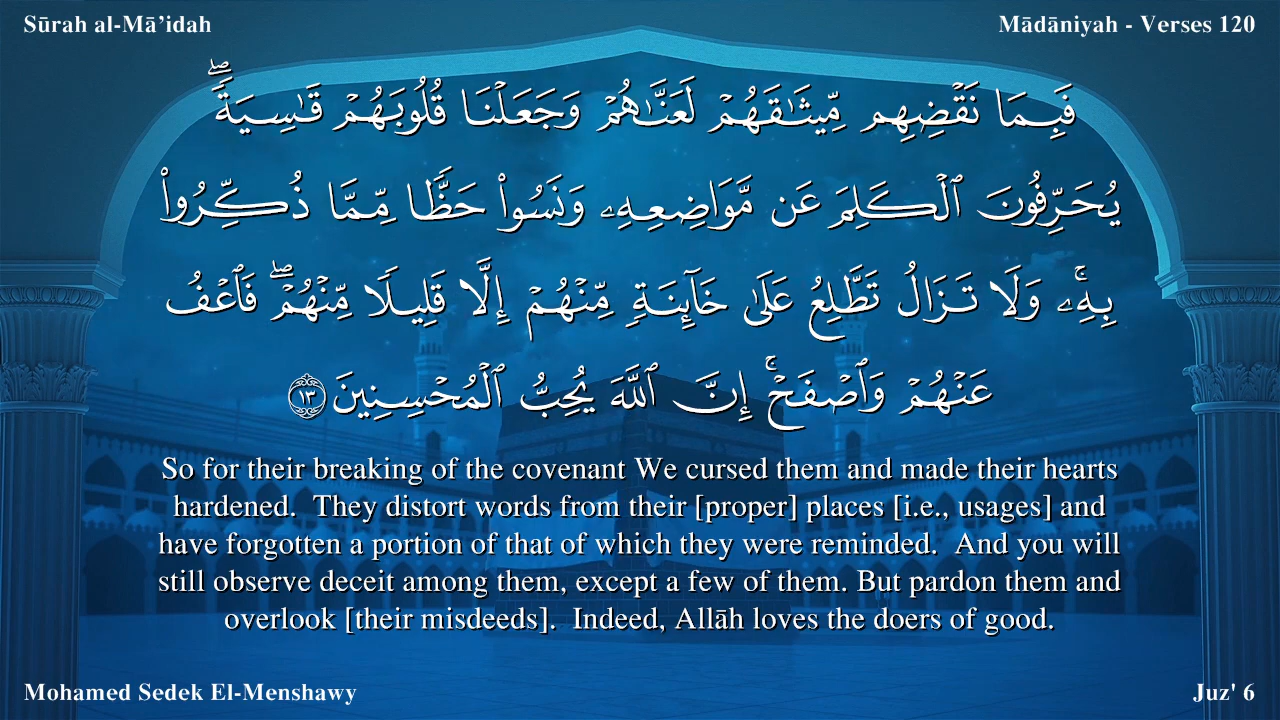 Sūrah al-Mā’idah
Mādāniyah - Verses 120
فَبِمَا نَقْضِهِم مِّيثَـٰقَهُمْ لَعَنَّـٰهُمْ وَجَعَلْنَا قُلُوبَهُمْ قَـٰسِيَةًۖ
يُحَرِّفُونَ ٱلْكَلِمَ عَن مَّوَاضِعِهِۦ وَنَسُوا۟ حَظًّا مِّمَّا ذُكِّرُوا۟
بِهِۦۚ وَلَا تَزَالُ تَطَّلِعُ عَلَىٰ خَآئِنَةٍ مِّنْهُمْ إِلَّا قَلِيلًا مِّنْهُمْۖ فَٱعْفُ
عَنْهُمْ وَٱصْفَحْۚ إِنَّ ٱللَّهَ يُحِبُّ ٱلْمُحْسِنِينَ ١٣
So for their breaking of the covenant We cursed them and made their hearts
hardened.  They distort words from their [proper] places [i.e., usages] and
have forgotten a portion of that of which they were reminded.  And you will
still observe deceit among them, except a few of them. But pardon them and
overlook [their misdeeds].  Indeed, Allāh loves the doers of good.
Mohamed Sedek El-Menshawy
Juz' 6